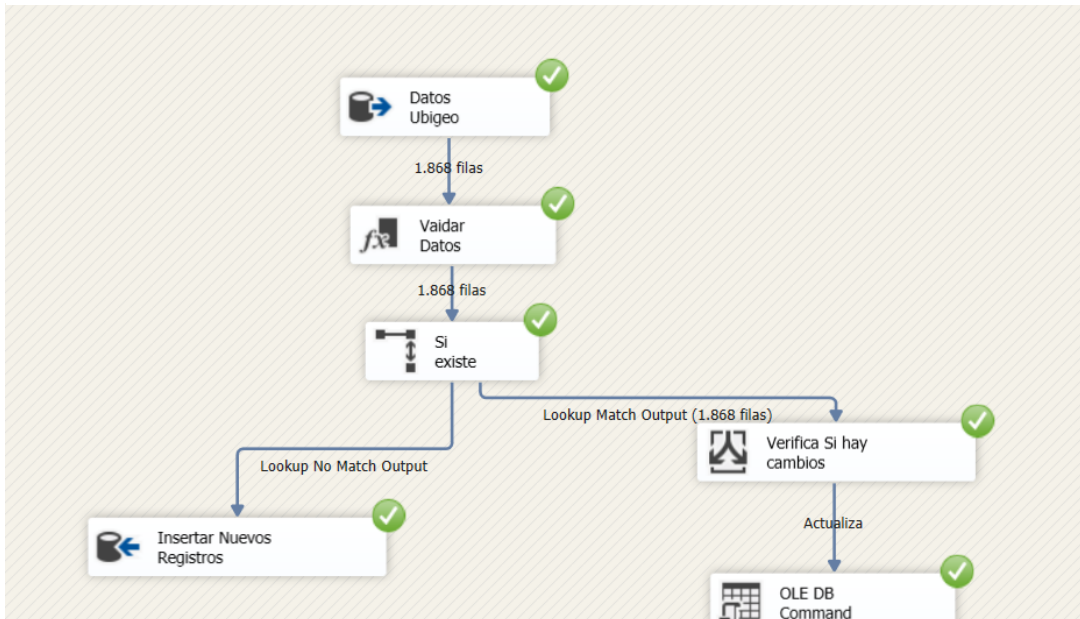 Datos
Ubigeo
1.868 filas
Vaidar
Datos
1.868 filas
Si
existe
Lookup Match Output (1.868 filas)
Verifica Si hay
cambios
Lookup No Match Output
Actualiza
Insertar Nuevos
Registros
OLE DB
Command